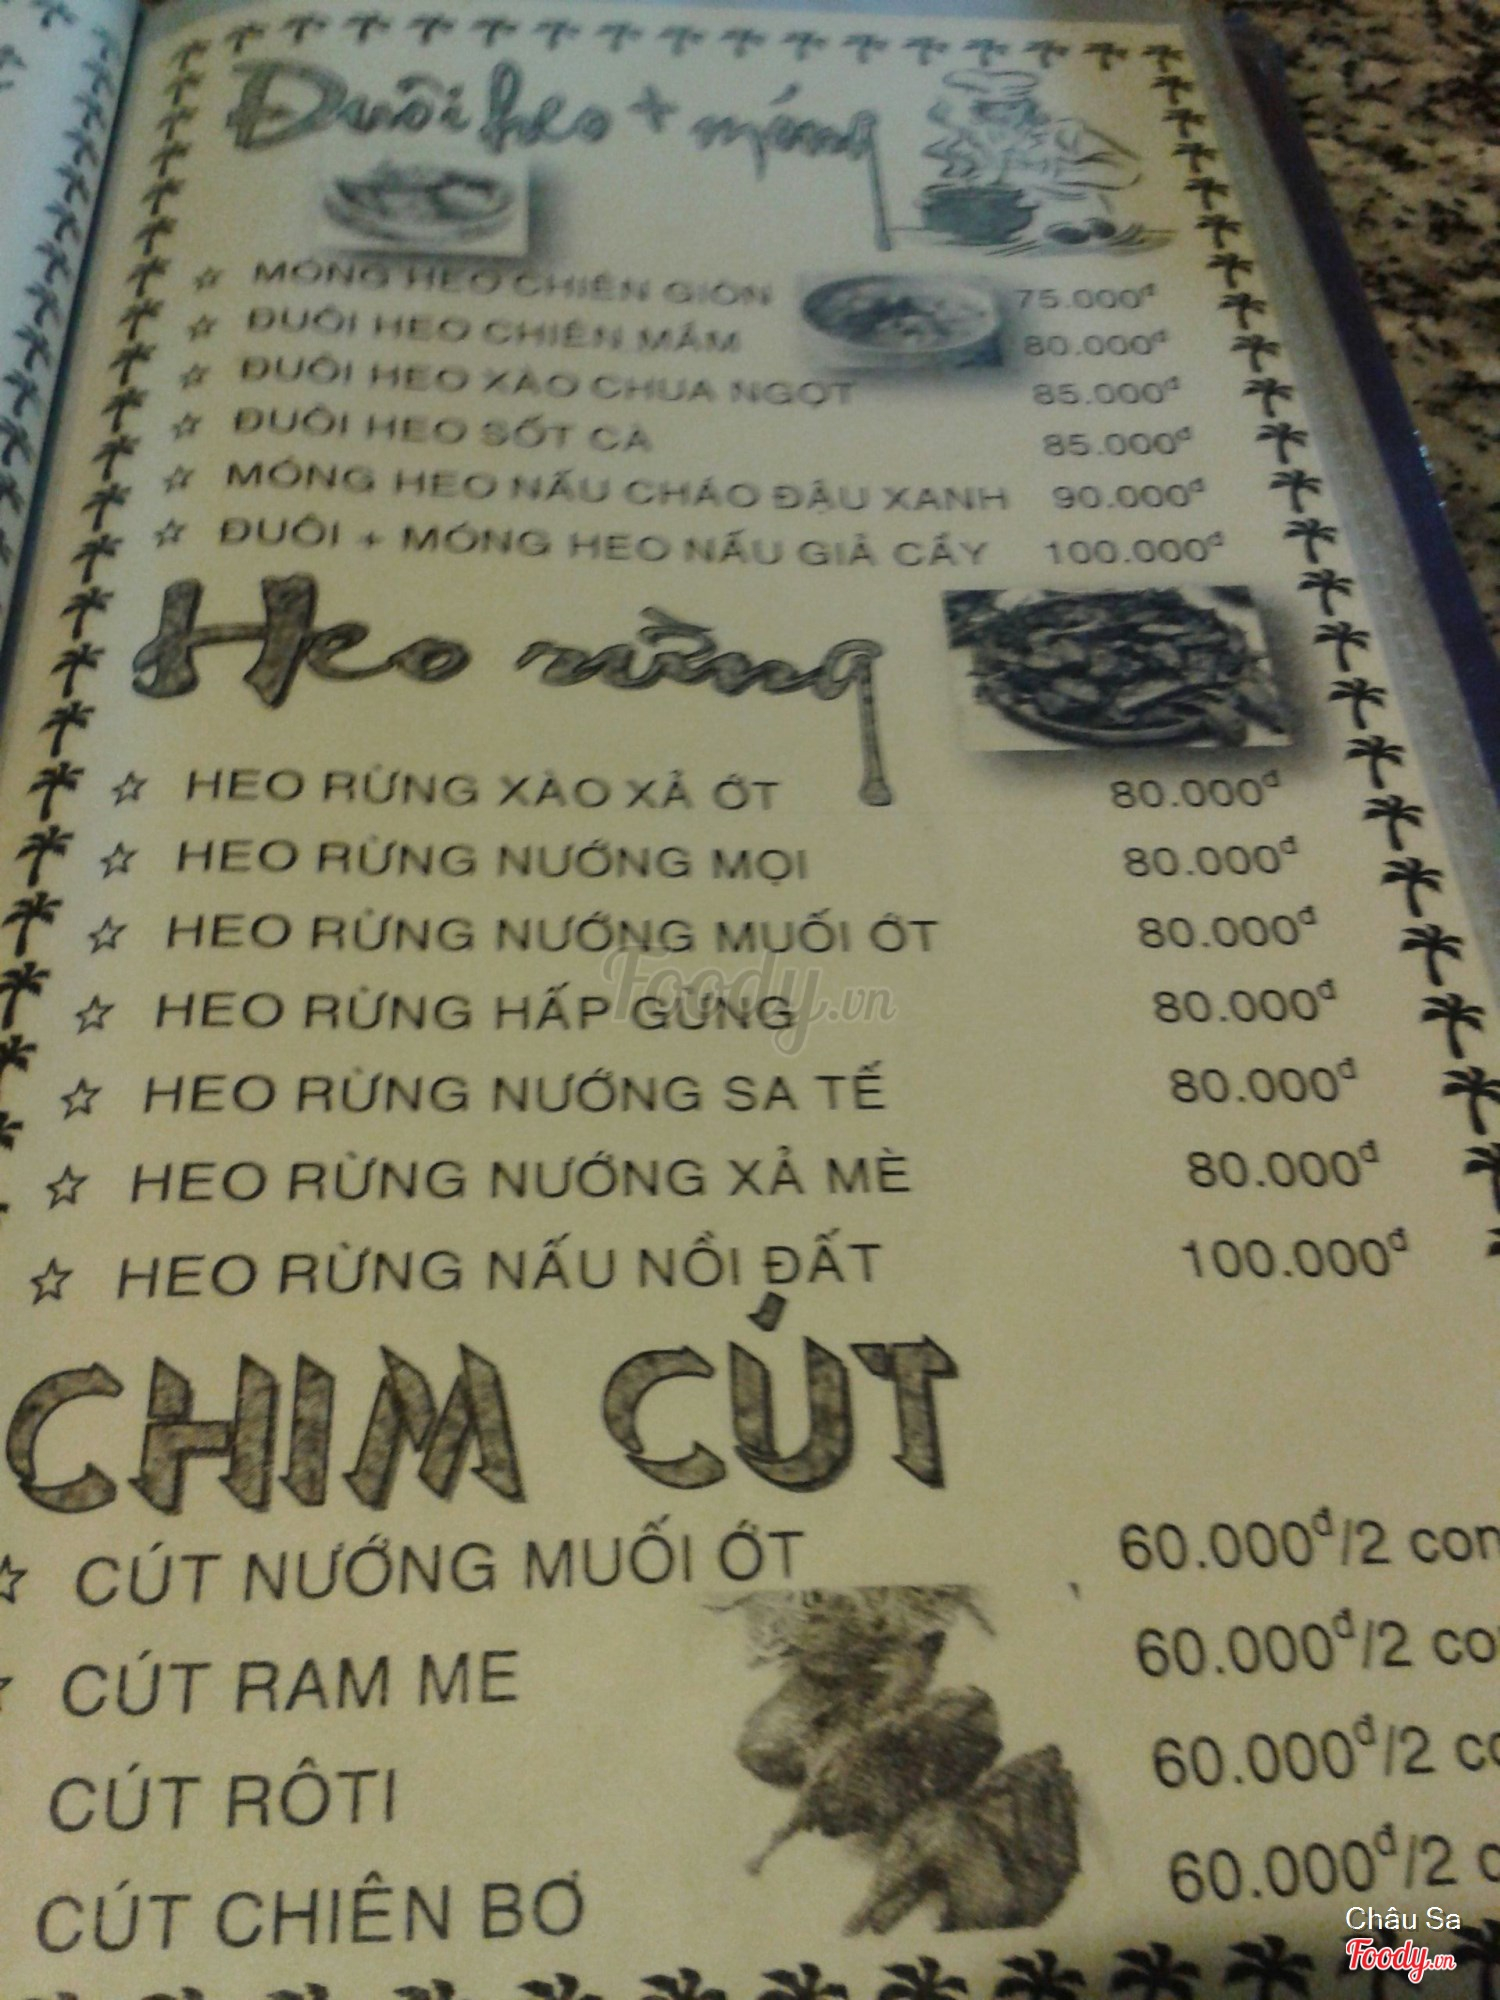 Đuôi heo + móng
☆ MÓNG HEO CHIÊN GIÒN 75.000đ
☆ ĐUÔI HEO CHIÊN MẮM 80.000đ
☆ ĐUÔI HEO XÀO CHUA NGỌT 85.000đ
☆ ĐUÔI HEO SỐT CÀ 85.000đ
☆ MÓNG HEO NẤU CHÁO ĐẬU XANH 90.000đ
☆ ĐUÔI + MÓNG HEO NẤU GIẢ CẦY 100.000đ
Heo rừng
☆ HEO RỪNG XÀO XẢ ỚT 80.000đ
☆ HEO RỪNG NƯỚNG MỌI 80.000đ
☆ HEO RỪNG NƯỚNG MUỐI ỚT 80.000đ
☆ HEO RỪNG HẤP GỪNG 80.000đ
☆ HEO RỪNG NƯỚNG SA TẾ 80.000đ
☆ HEO RỪNG NƯỚNG XẢ MÈ 80.000đ
☆ HEO RỪNG NẤU NỒI ĐẤT 100.000đ
CHIM CÚT
☆ CÚT NƯỚNG MUỐI ỚT 60.000đ/2 con
CÚT RAM ME 60.000đ/2 co
CÚT RÔTI 60.000đ/2 c
CÚT CHIÊN BƠ 60.000đ/2 c
Foody.vn
Châu Sa
Foody.vn